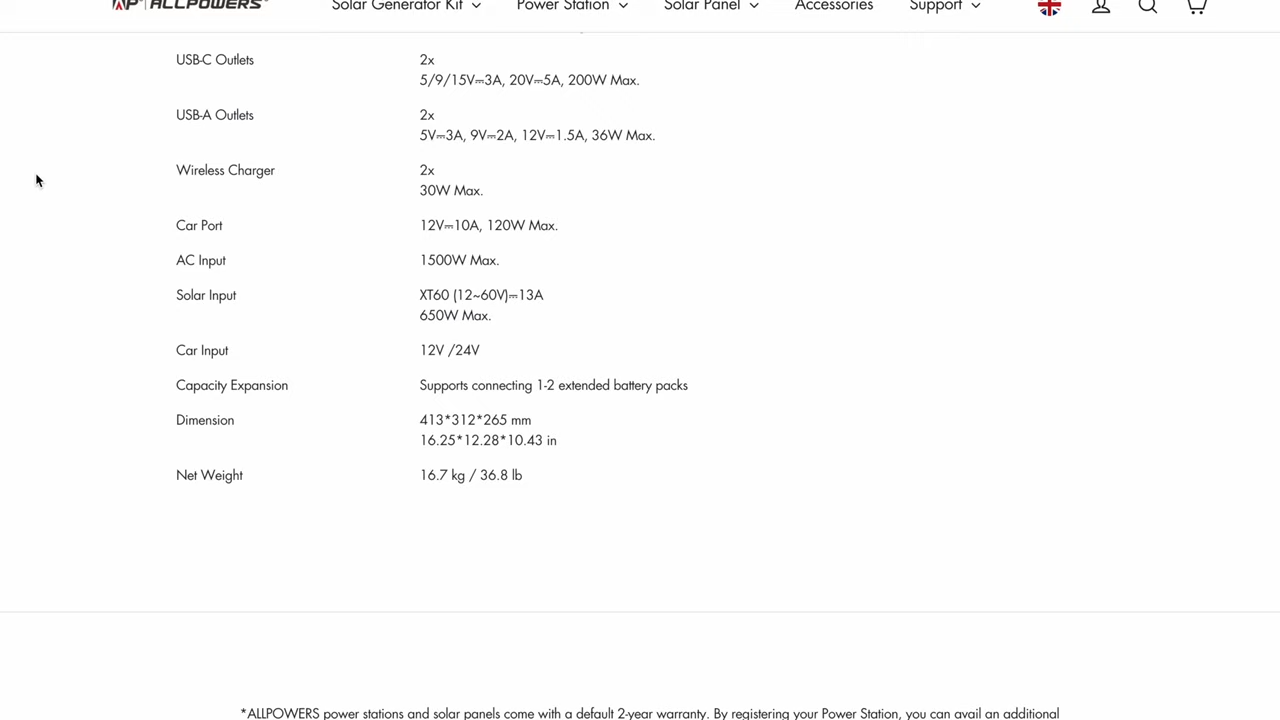 ALLPOWERS
Solar Generator Kit
Power Station
Solar Panel
Accessories
Support
USB-C Outlets
2x
5/9/15V⎓3A, 20V⎓5A, 200W Max.
USB-A Outlets
2x
5V⎓3A, 9V⎓2A, 12V⎓1.5A, 36W Max.
Wireless Charger
2x
30W Max.
Car Port
12V⎓10A, 120W Max.
AC Input
1500W Max.
Solar Input
XT60 (12~60V)⎓13A
650W Max.
Car Input
12V /24V
Capacity Expansion
Supports connecting 1-2 extended battery packs
Dimension
413*312*265 mm
16.25*12.28*10.43 in
Net Weight
16.7 kg / 36.8 lb
*ALLPOWERS power stations and solar panels come with a default 2-year warranty. By registering your Power Station, you can avail an additional